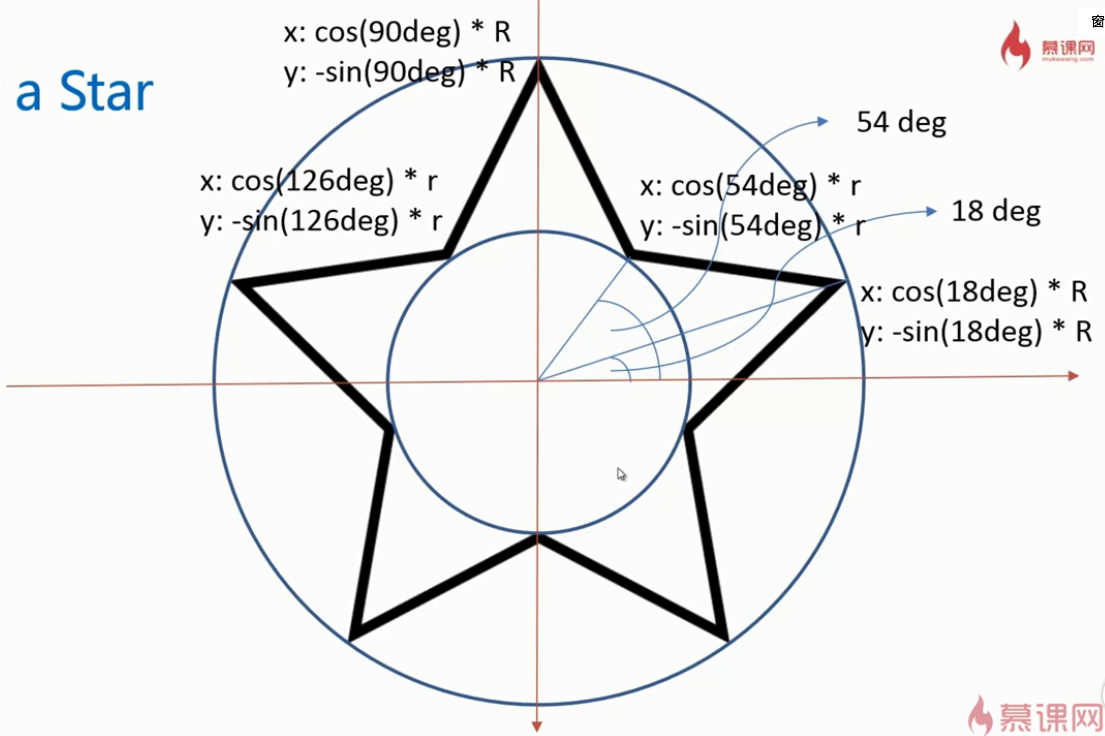 窗
慕课网
mukewang.com
x: cos(90deg) * R
y: -sin(90deg) * R
a Star
54 deg
x: cos(126deg) * r
y: -sin(126deg) * r
x: cos(54deg) * r
y: -sin(54deg) * r
18 deg
x: cos(18deg) * R
y: -sin(18deg) * R
慕课网